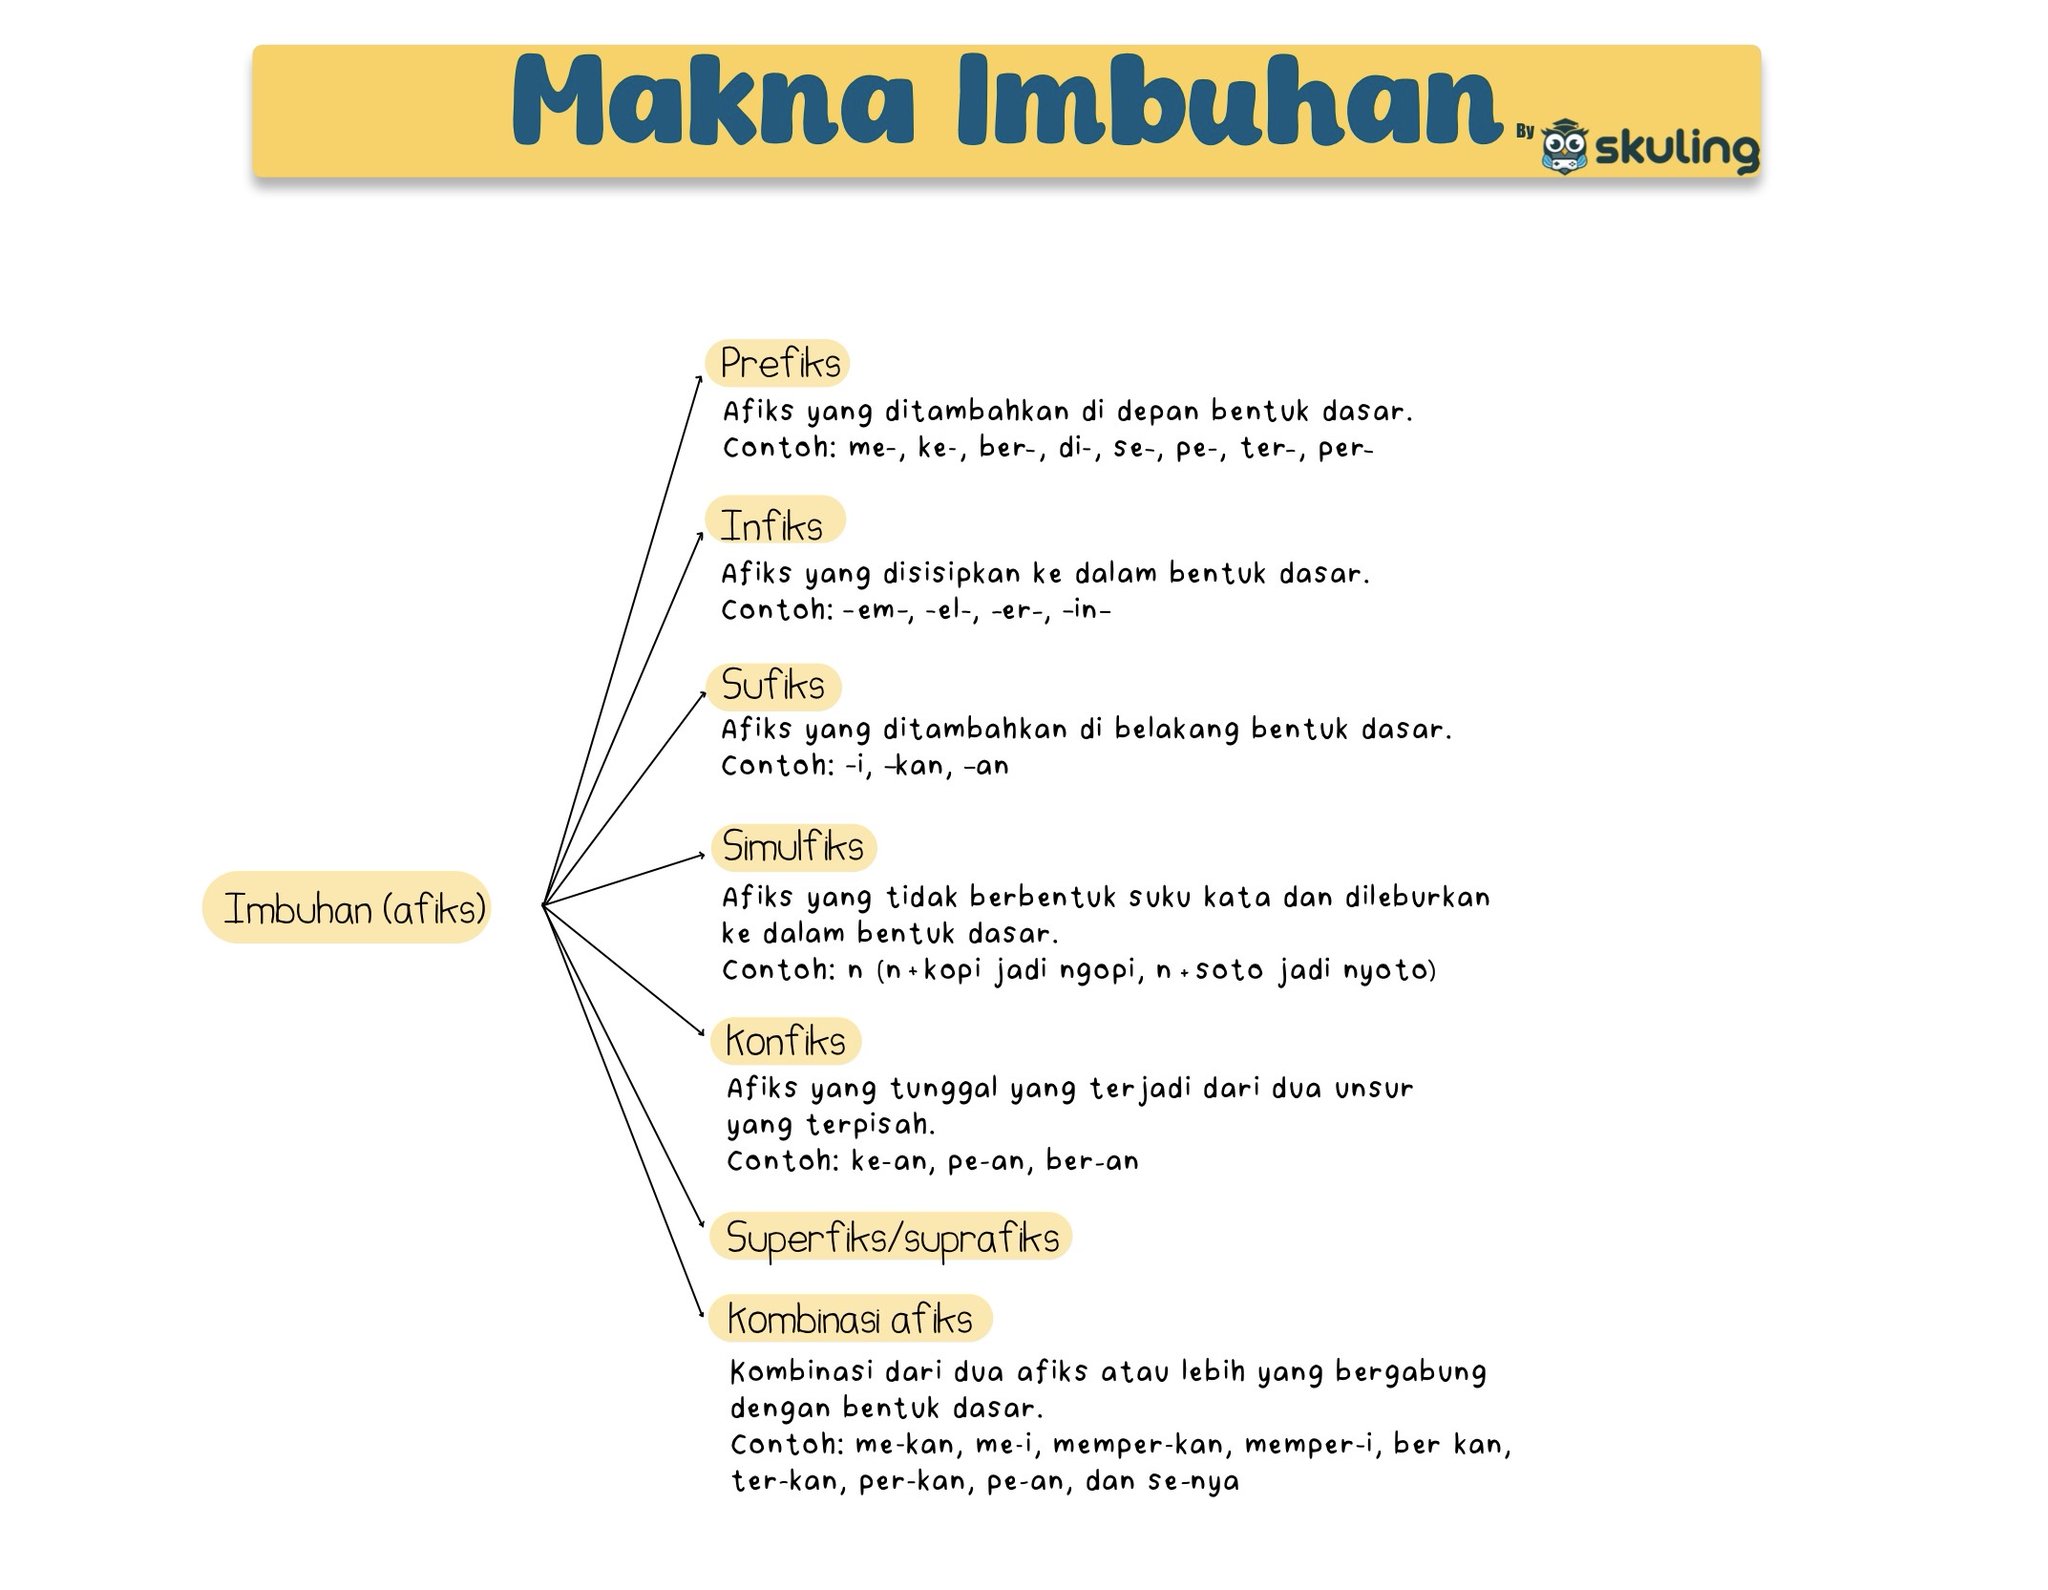 Makna Imbuhan
By skuling
Prefiks
Afiks yang ditambahkan di depan bentuk dasar.
Contoh: me-, ke-, ber-, di-, se-, pe-, ter-, per-
Infiks
Afiks yang disisipkan ke dalam bentuk dasar.
Contoh: -em-, -el-, -er-, -in-
Sufiks
Afiks yang ditambahkan di belakang bentuk dasar.
Contoh: -i, -kan, -an
Simulfiks
Afiks yang tidak berbentuk suku kata dan dileburkan
ke dalam bentuk dasar.
Contoh: n (n+kopi jadi ngopi, n+soto jadi nyoto)
Imbuhan (afiks)
Konfiks
Afiks yang tunggal yang terjadi dari dua unsur
yang terpisah.
Contoh: ke-an, pe-an, ber-an
Superfiks/suprafiks
Kombinasi afiks
Kombinasi dari dua afiks atau lebih yang bergabung
dengan bentuk dasar.
Contoh: me-kan, me-i, memper-kan, memper-i, ber kan,
ter-kan, per-kan, pe-an, dan se-nya